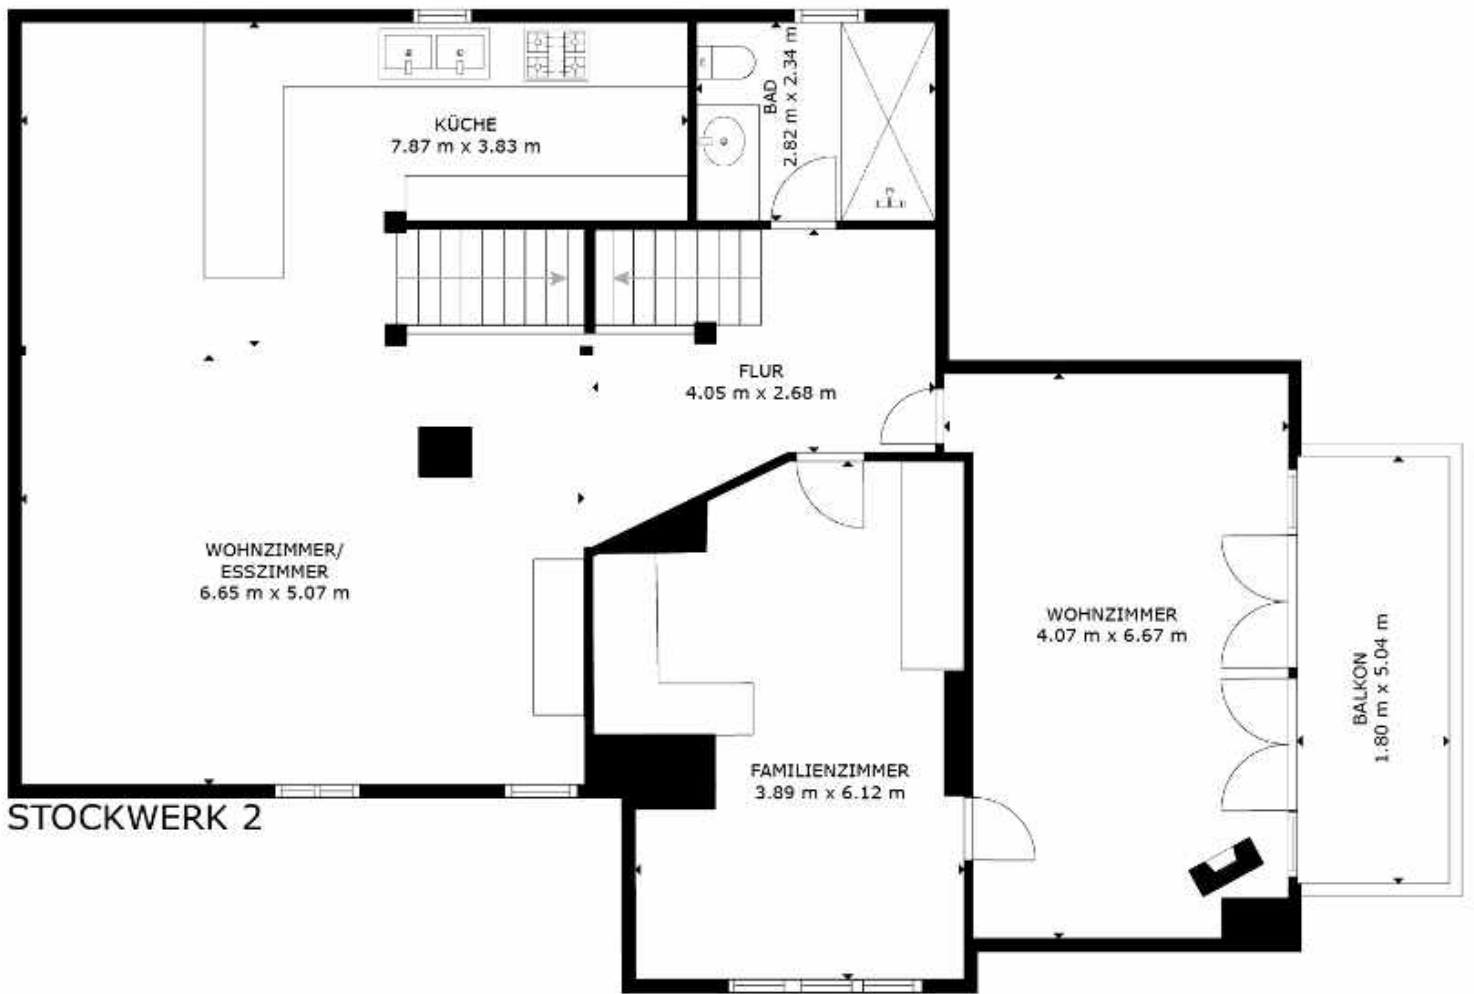 KÜCHE
7.87 m x 3.83 m
BAD
2.82 m x 2.34 m
FLUR
4.05 m x 2.68 m
WOHNZIMMER/
ESSZIMMER
6.65 m x 5.07 m
WOHNZIMMER
4.07 m x 6.67 m
BALKON
1.80 m x 5.04 m
FAMILIENZIMMER
3.89 m x 6.12 m
STOCKWERK 2